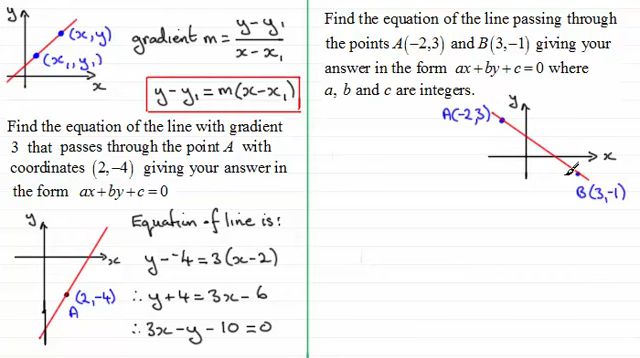 y
(x, y)
(x₁, y₁)
x
gradient m = y - y₁ / x - x₁
y - y₁ = m(x - x₁)
Find the equation of the line with gradient
3 that passes through the point A with
coordinates (2, −4) giving your answer in
the form ax + by + c = 0
y
x
(2, -4)
A
Equation of line is:
y - -4 = 3(x - 2)
∴ y + 4 = 3x - 6
∴ 3x - y - 10 = 0
Find the equation of the line passing through
the points A(−2,3) and B(3,−1) giving your
answer in the form ax + by + c = 0 where
a, b and c are integers.
y
A(-2,3)
x
B(3,-1)